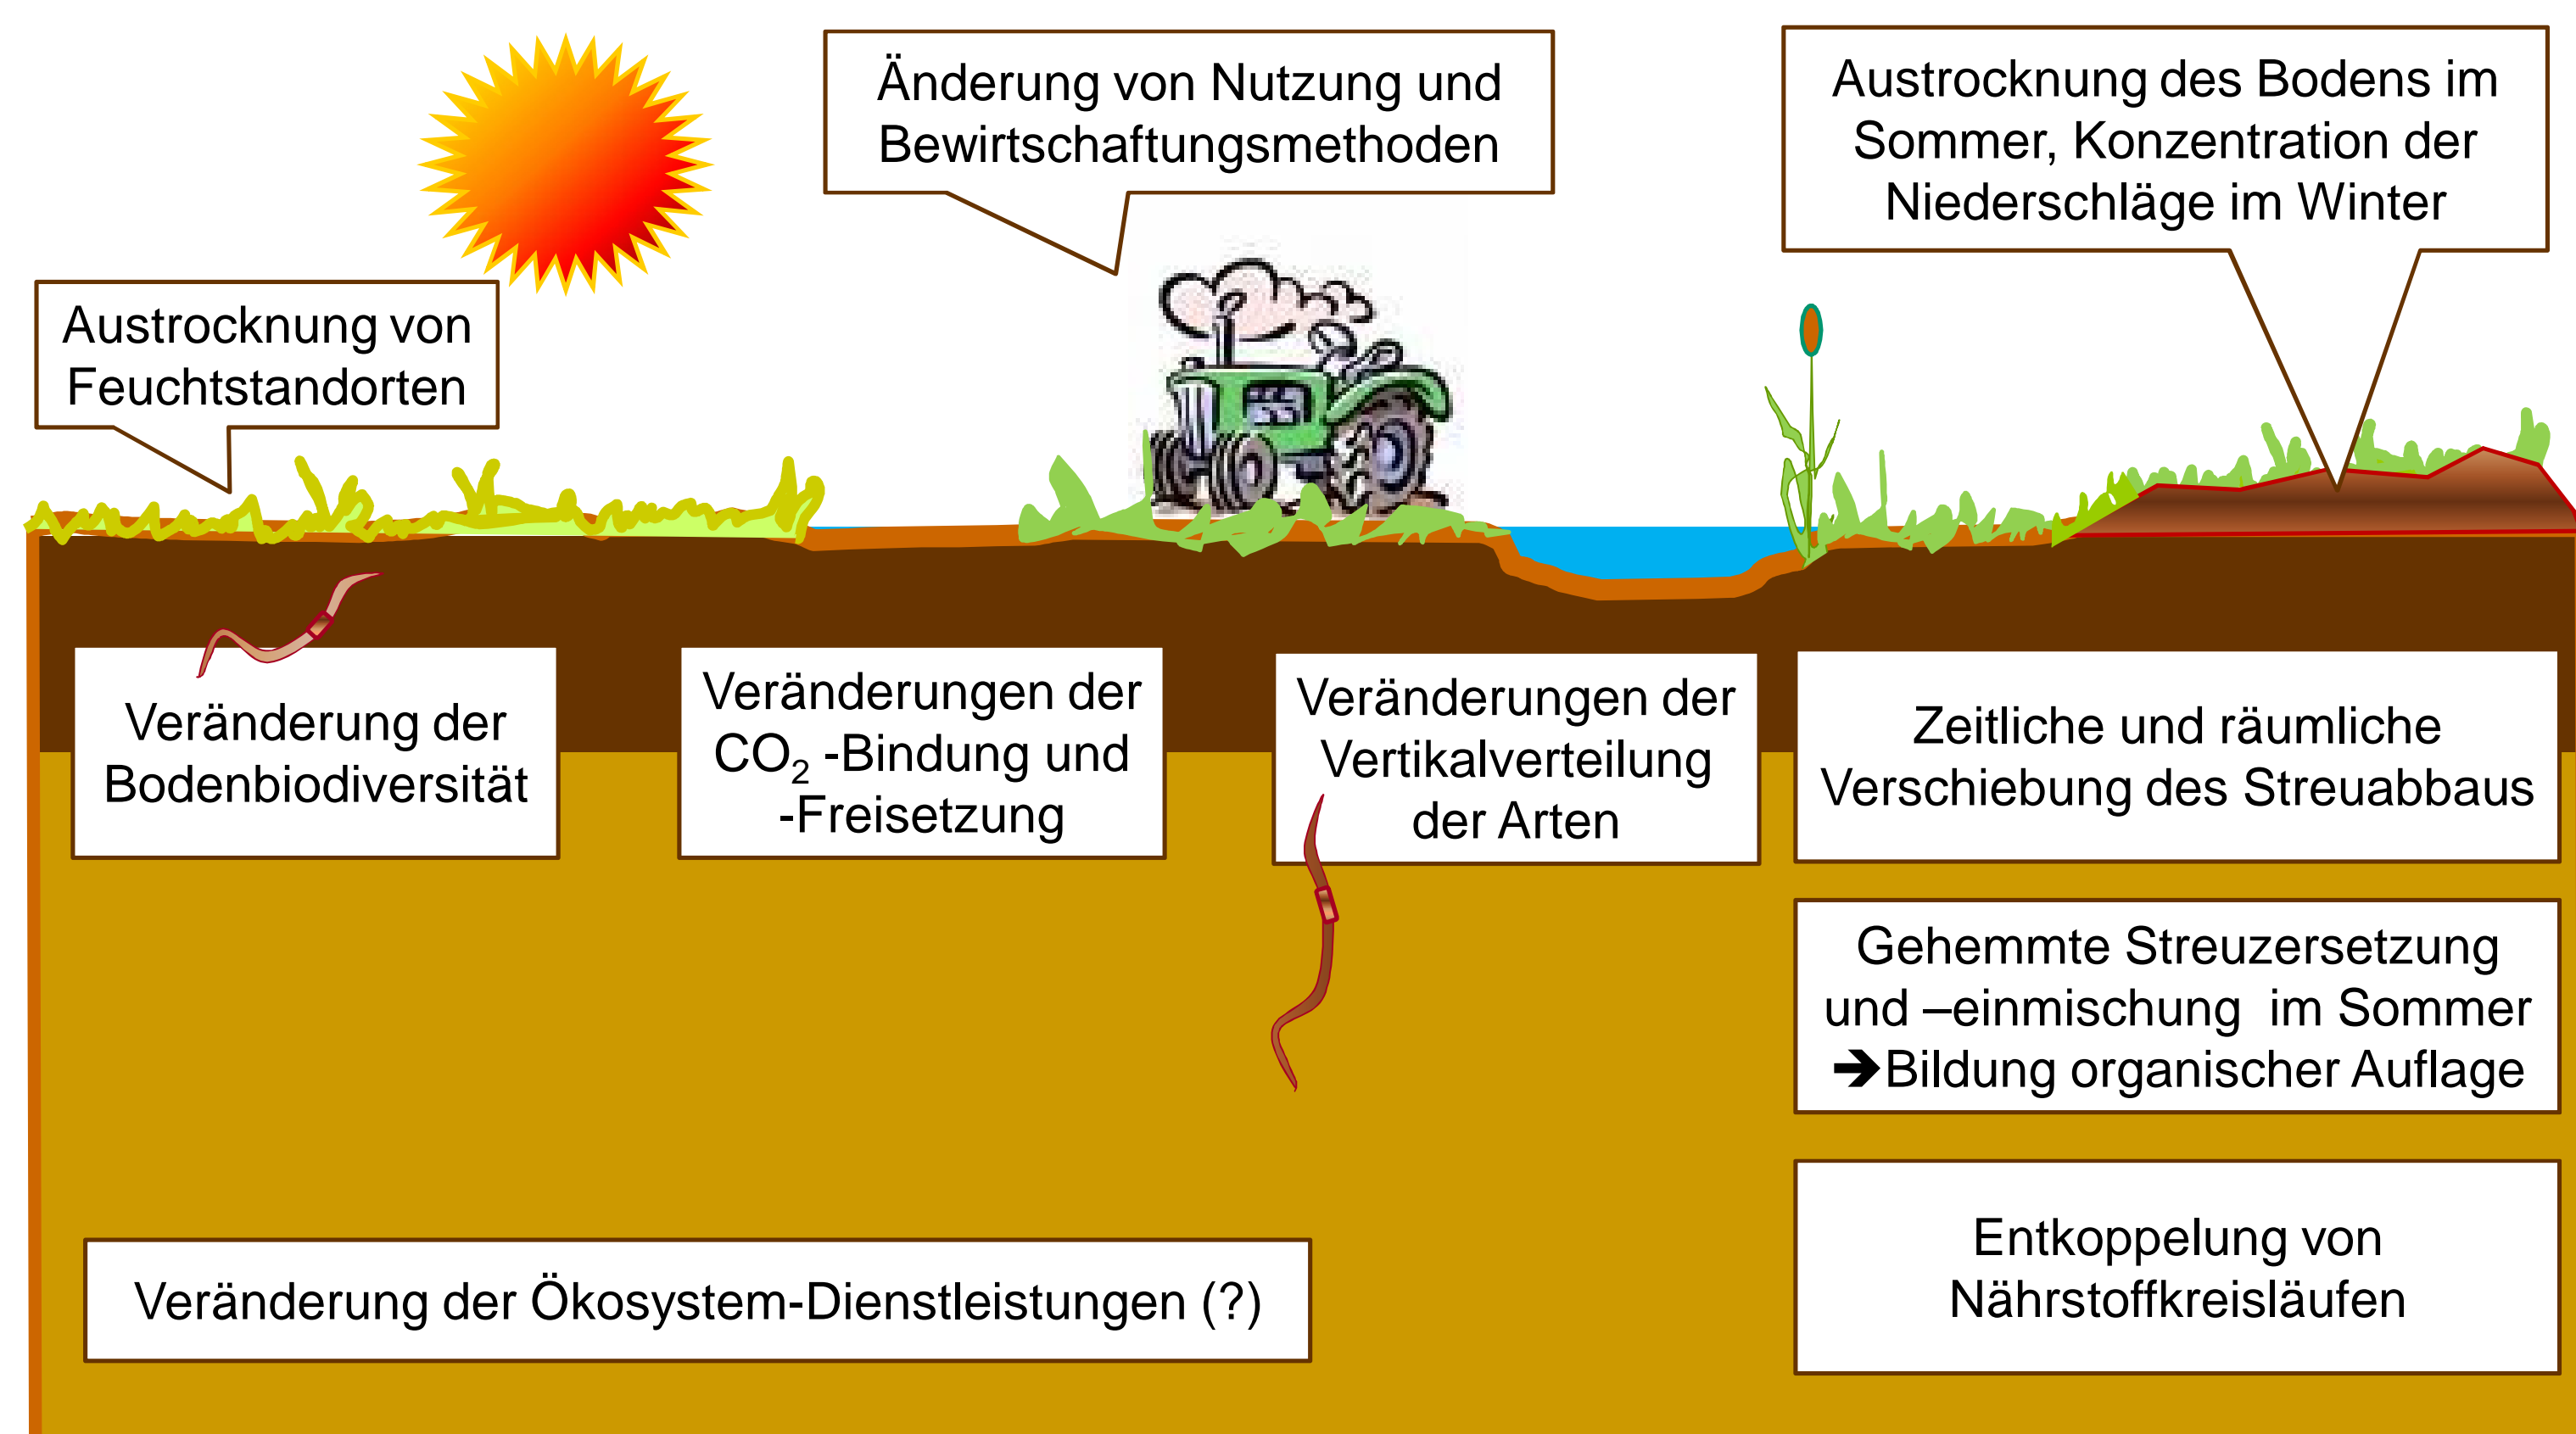 Änderung von Nutzung und
Bewirtschaftungsmethoden
Austrocknung des Bodens im
Sommer, Konzentration der
Niederschläge im Winter
Austrocknung von
Feuchtstandorten
Veränderung der
Bodenbiodiversität
Veränderungen der
CO₂ -Bindung und
-Freisetzung
Veränderungen der
Vertikalverteilung
der Arten
Zeitliche und räumliche
Verschiebung des Streuabbaus
Gehemmte Streuzersetzung
und –einmischung  im Sommer
➔Bildung organischer Auflage
Veränderung der Ökosystem-Dienstleistungen (?)
Entkoppelung von
Nährstoffkreisläufen